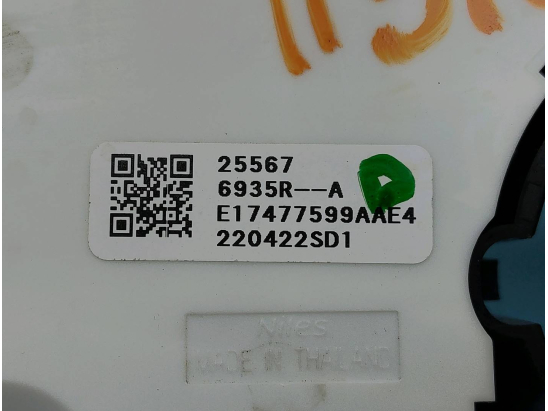 25567
6935R--A
E17477599AAE4
220422SD1
Niles
MADE IN THAILAND